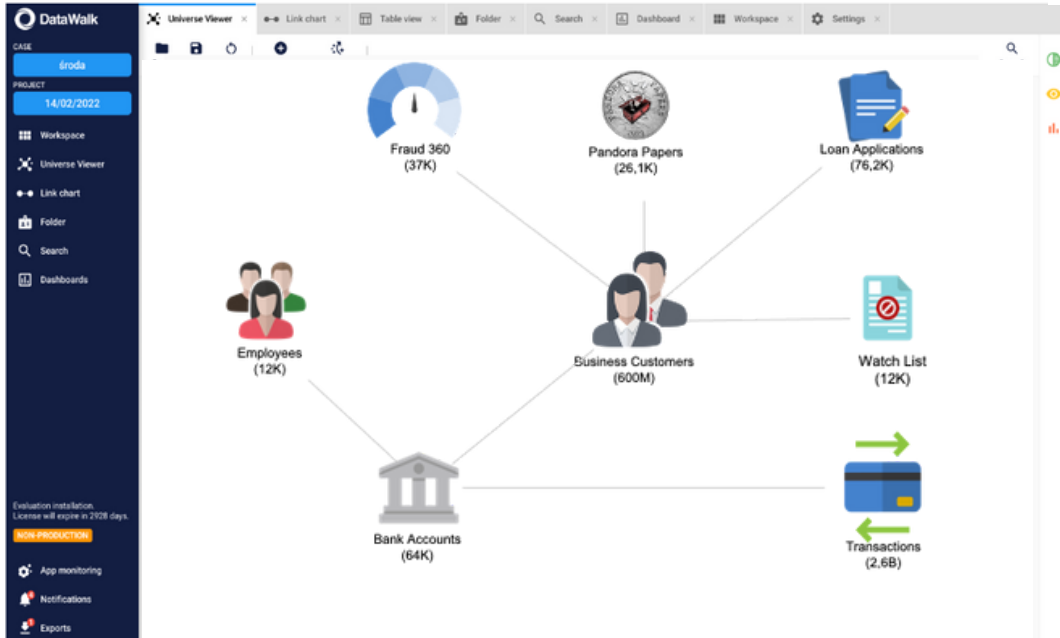 DataWalk
CASE
środa
PROJECT
14/02/2022
Workspace
Universe Viewer
Link chart
Folder
Search
Dashboards
Evaluation installation.
License will expire in 2928 days.
NON-PRODUCTION
App monitoring
Notifications
Exports
Universe Viewer × Link chart × Table view × Folder × Search × Dashboard × Workspace × Settings ×
Fraud 360
(37K)
Pandora Papers
(26,1K)
Loan Applications
(76,2K)
Employees
(12K)
Business Customers
(600M)
Watch List
(12K)
Bank Accounts
(64K)
Transactions
(2,6B)